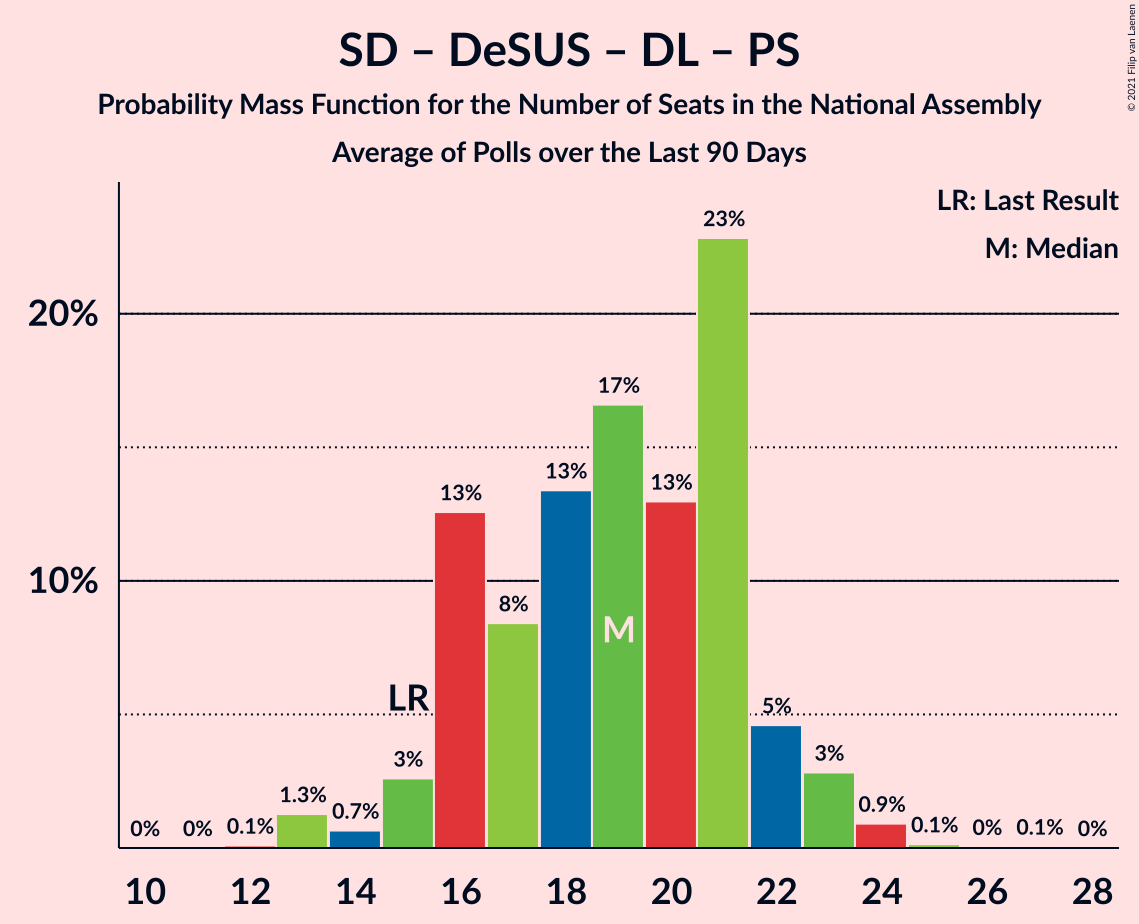 SD – DeSUS – DL – PS
Probability Mass Function for the Number of Seats in the National Assembly
Average of Polls over the Last 90 Days
© 2021 Filip van Laenen
LR: Last Result
M: Median
20%
10%
0%
0%
0.1%
1.3%
0.7%
3%
LR
13%
8%
13%
17%
M
13%
23%
5%
3%
0.9%
0.1%
0%
0.1%
0%
10 12 14 16 18 20 22 24 26 28